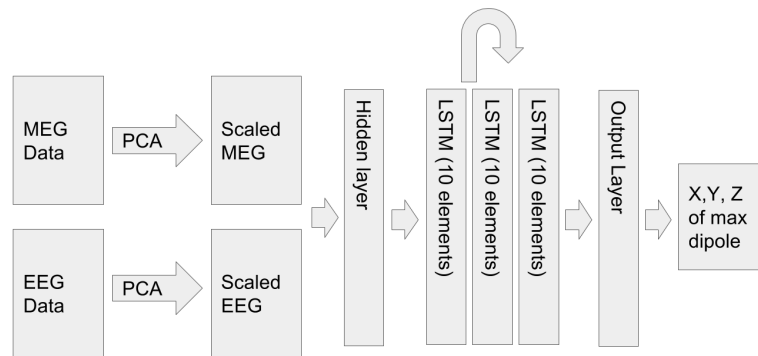 MEG
Data
PCA
Scaled
MEG
EEG
Data
PCA
Scaled
EEG
Hidden layer
LSTM (10 elements)
LSTM (10 elements)
LSTM (10 elements)
Output Layer
X,Y, Z
of max
dipole